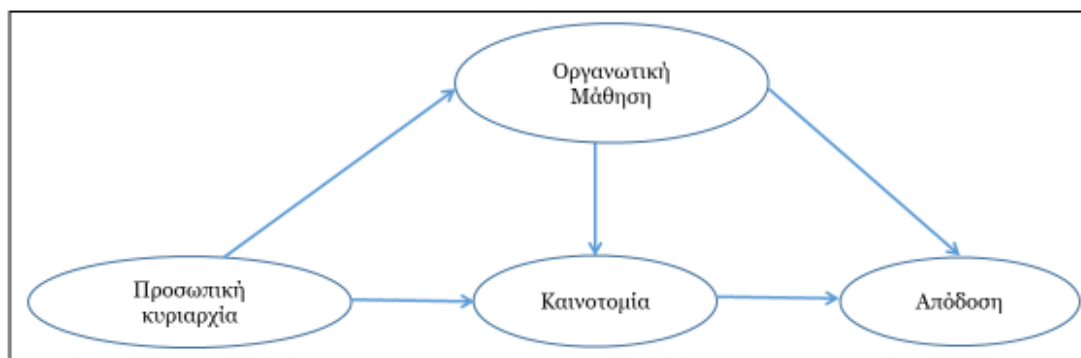 Οργανωτική
Μάθηση
Προσωπική
κυριαρχία
Καινοτομία
Απόδοση